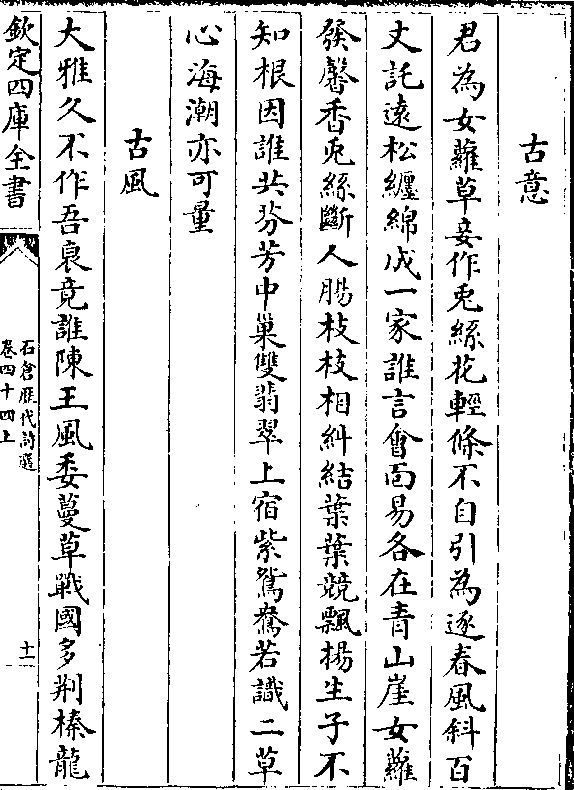 古意
君為女蘿草妾作兎絲花輕條不自引為逐春風斜百
丈託逺松纒綿成一家誰言會面易各在青山崖女蘿
發馨香兎絲斷人腸枝枝相糾結葉葉競飄楊生子不
知根因誰共芬芳中巢雙翡翠上宿紫鴛鴦若識二草
心海潮亦可量
古風
大雅久不作吾衰竟誰陳王風委蔓草戰國多荆榛龍
欽定四庫全書
石倉歴代詩選
卷四十四上
十一